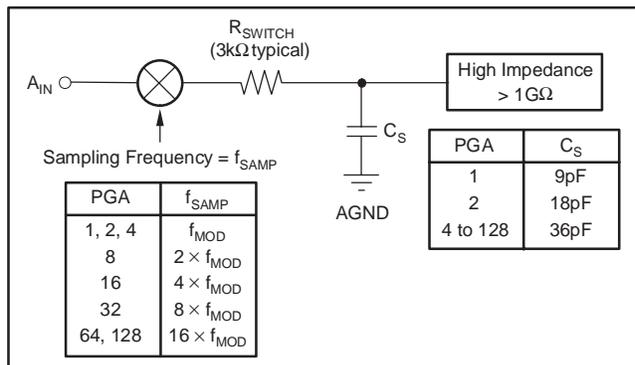 R_SWITCH
(3kΩ typical)
A_IN
High Impedance
> 1GΩ
C_S
Sampling Frequency = f_SAMP
AGND
PGA f_SAMP
1, 2, 4 f_MOD
8 2 × f_MOD
16 4 × f_MOD
32 8 × f_MOD
64, 128 16 × f_MOD
PGA C_S
1 9pF
2 18pF
4 to 128 36pF